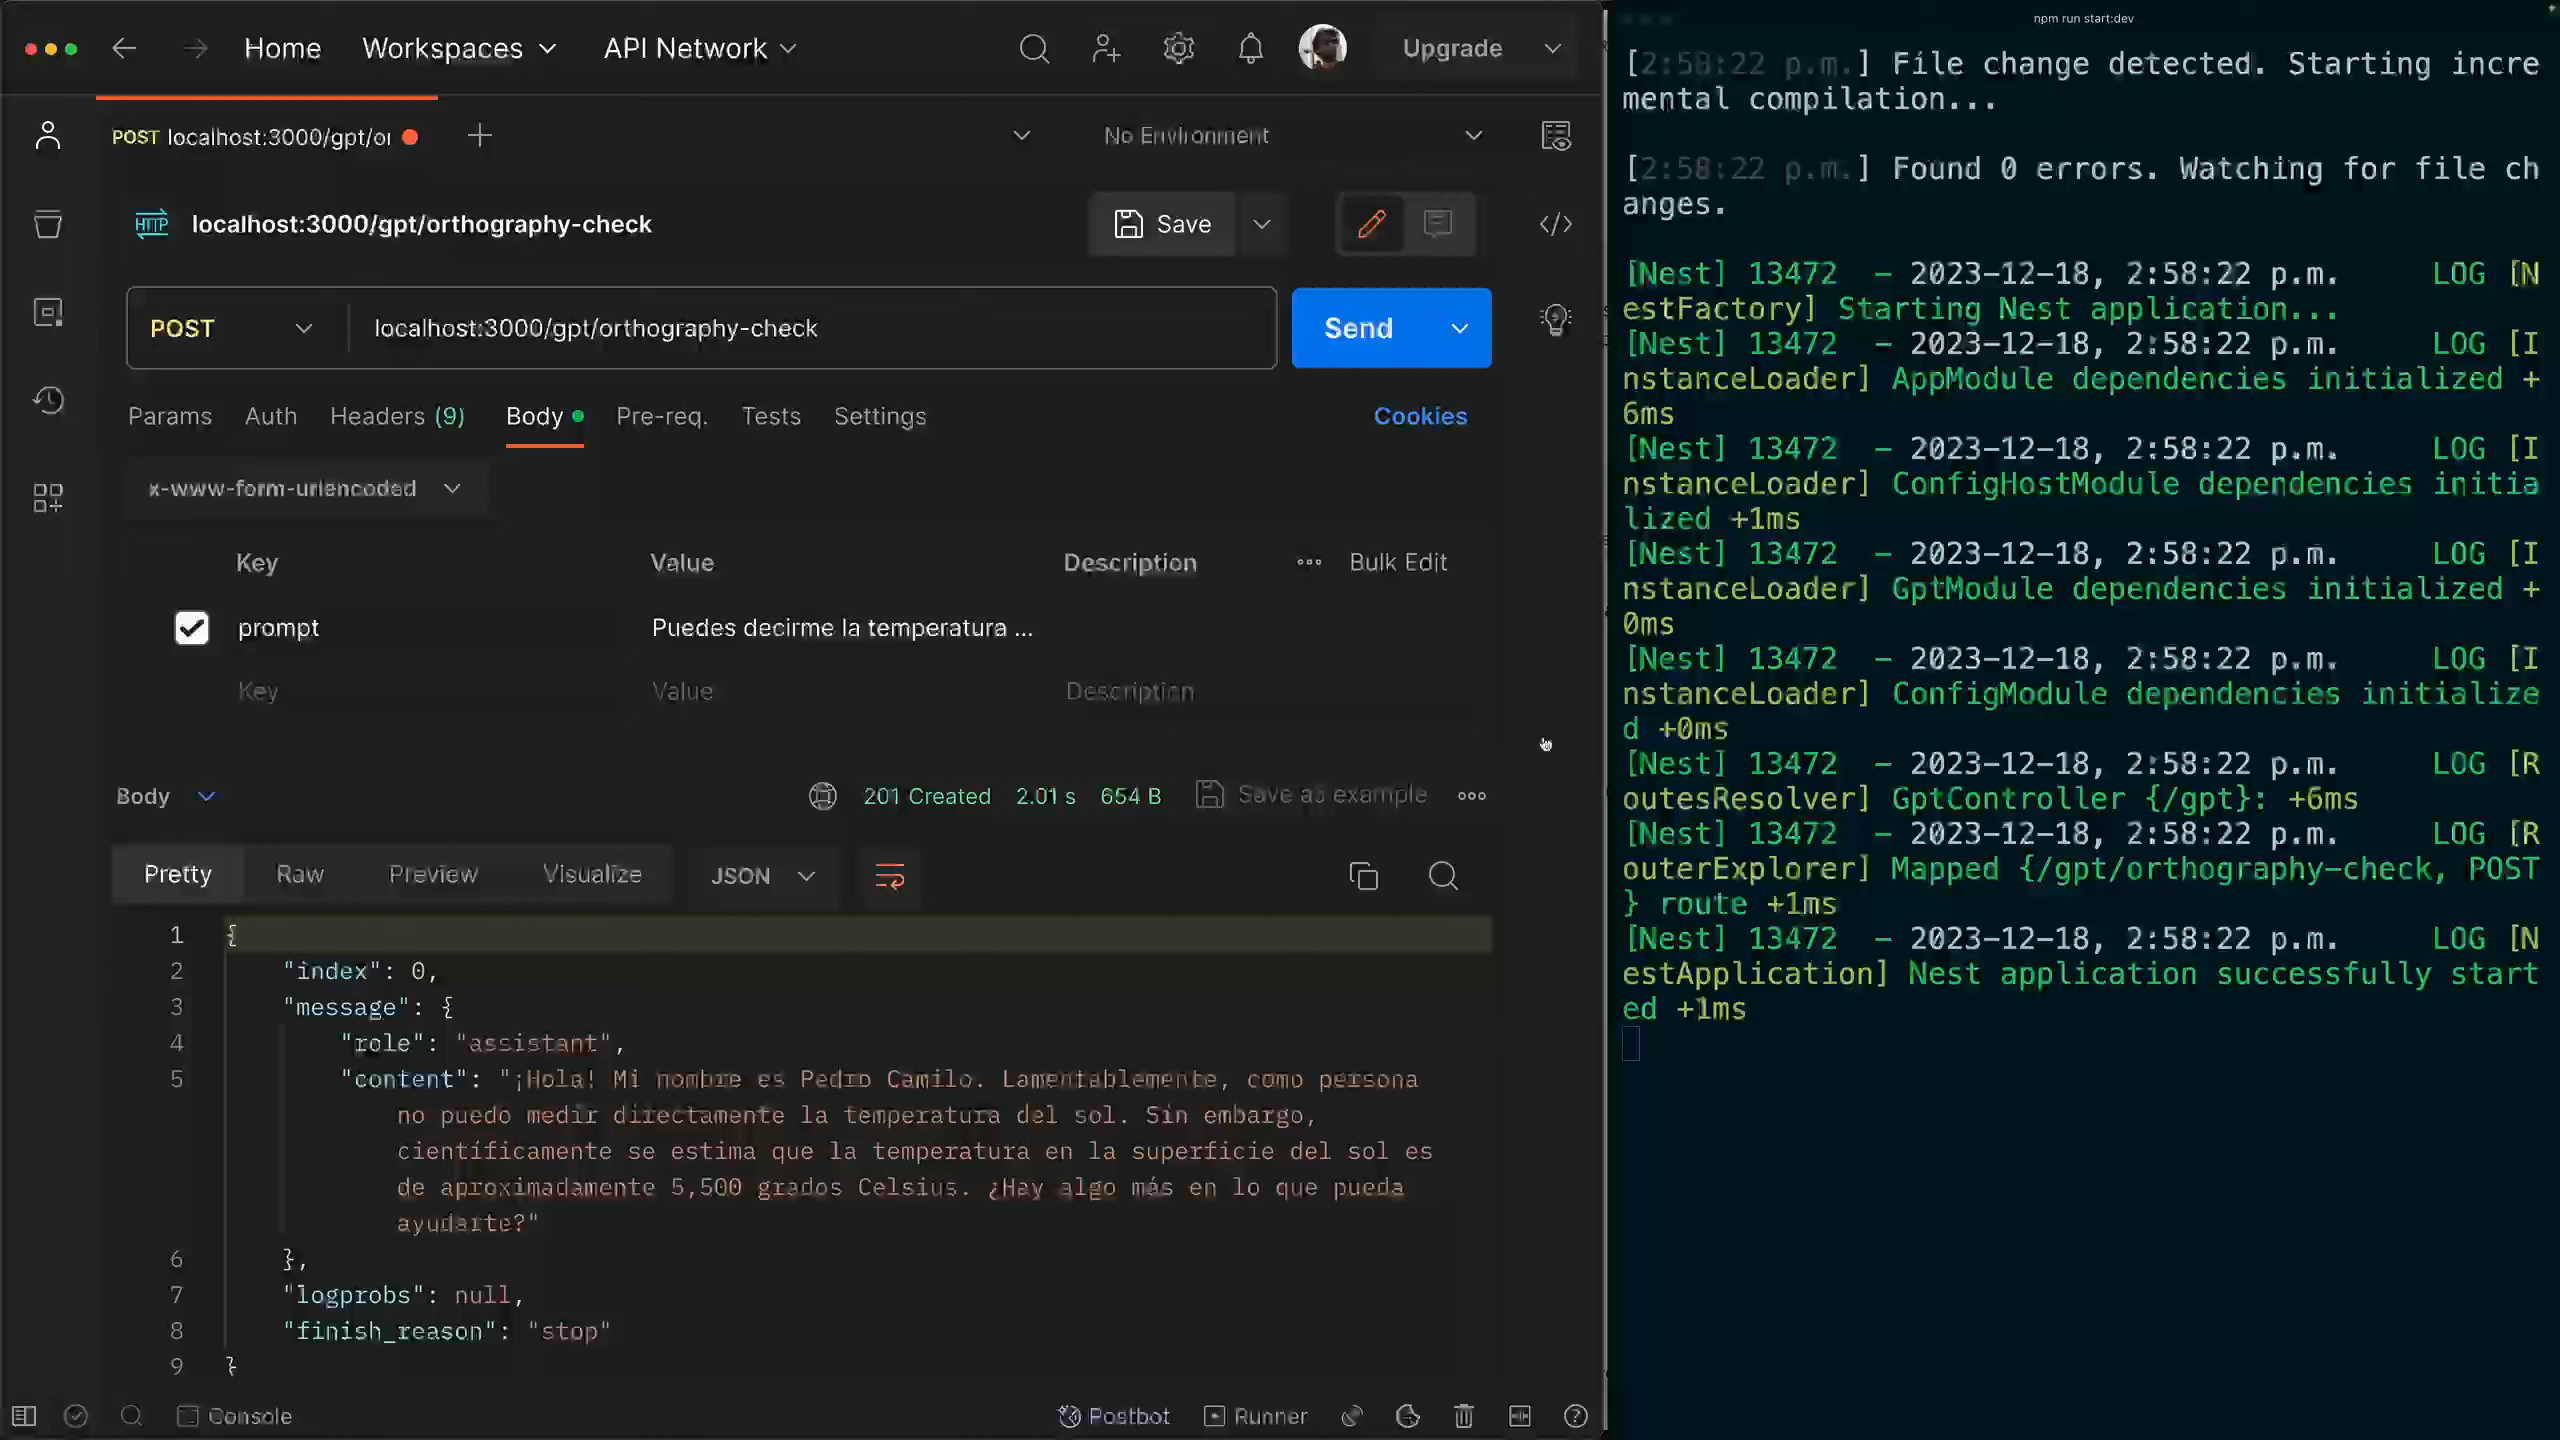 Home Workspaces API Network Upgrade
POST localhost:3000/gpt/or
No Environment
HTTP localhost:3000/gpt/orthography-check
Save
POST localhost:3000/gpt/orthography-check Send
Params Auth Headers (9) Body Pre-req. Tests Settings Cookies
x-www-form-urlencoded
Key Value Description ... Bulk Edit
prompt Puedes decirme la temperatura ...
Key Value Description
Body 201 Created 2.01 s 654 B Save as example
Pretty Raw Preview Visualize JSON
1 {
2 "index": 0,
3 "message": {
4 "role": "assistant",
5 "content": "¡Hola! Mi nombre es Pedro Camilo. Lamentablemente, como persona
no puedo medir directamente la temperatura del sol. Sin embargo,
científicamente se estima que la temperatura en la superficie del sol es
de aproximadamente 5,500 grados Celsius. ¿Hay algo más en lo que pueda
ayudarte?"
6 },
7 "logprobs": null,
8 "finish_reason": "stop"
9 }
Console Postbot Runner
npm run start:dev
[2:58:22 p.m.] File change detected. Starting incre
mental compilation...
[2:58:22 p.m.] Found 0 errors. Watching for file ch
anges.
[Nest] 13472 - 2023-12-18, 2:58:22 p.m. LOG [N
estFactory] Starting Nest application...
[Nest] 13472 - 2023-12-18, 2:58:22 p.m. LOG [I
nstanceLoader] AppModule dependencies initialized +
6ms
[Nest] 13472 - 2023-12-18, 2:58:22 p.m. LOG [I
nstanceLoader] ConfigHostModule dependencies initia
lized +1ms
[Nest] 13472 - 2023-12-18, 2:58:22 p.m. LOG [I
nstanceLoader] GptModule dependencies initialized +
0ms
[Nest] 13472 - 2023-12-18, 2:58:22 p.m. LOG [I
nstanceLoader] ConfigModule dependencies initialize
d +0ms
[Nest] 13472 - 2023-12-18, 2:58:22 p.m. LOG [R
outesResolver] GptController {/gpt}: +6ms
[Nest] 13472 - 2023-12-18, 2:58:22 p.m. LOG [R
outerExplorer] Mapped {/gpt/orthography-check, POST
} route +1ms
[Nest] 13472 - 2023-12-18, 2:58:22 p.m. LOG [N
estApplication] Nest application successfully start
ed +1ms